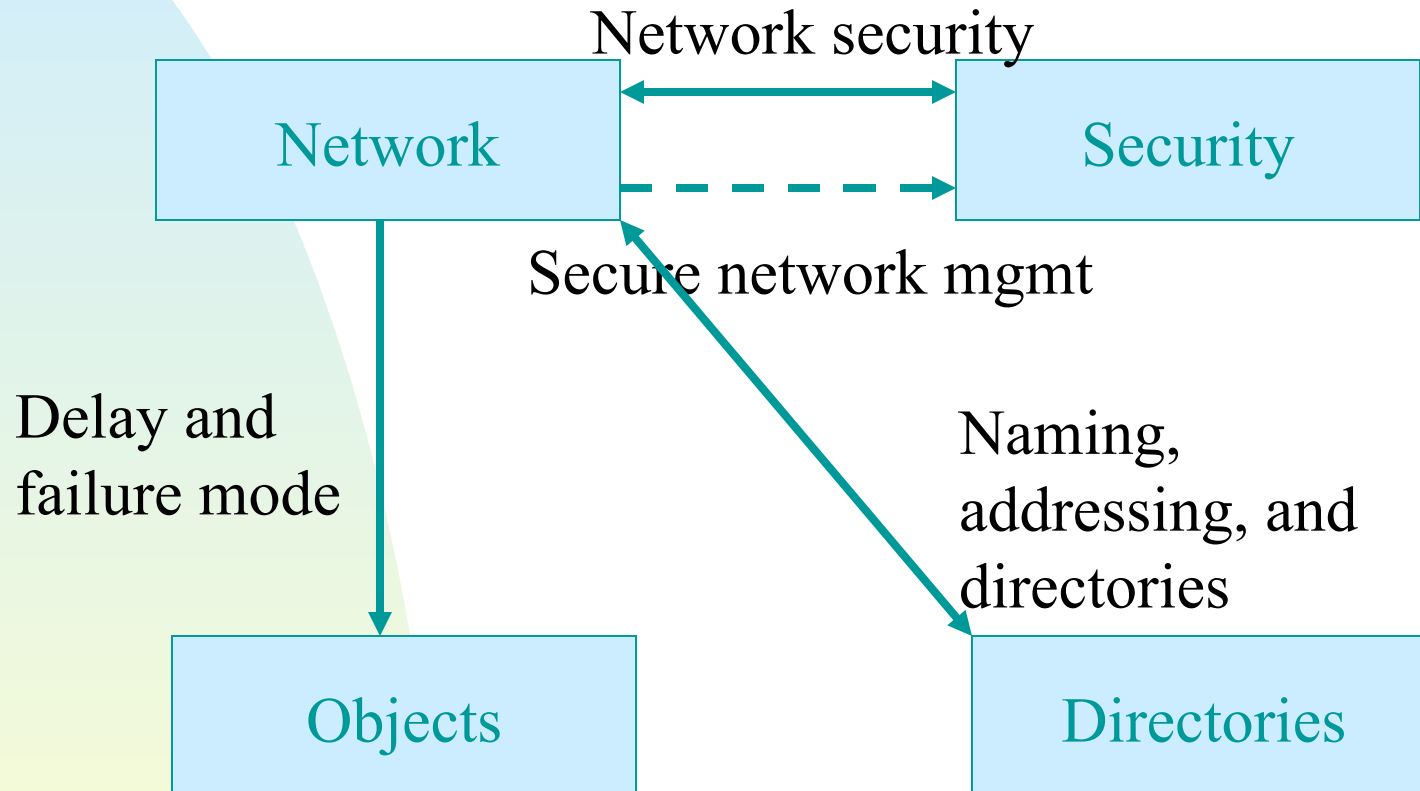 Network security
Network
Security
Secure network mgmt
Delay and
failure mode
Naming,
addressing, and
directories
Objects
Directories